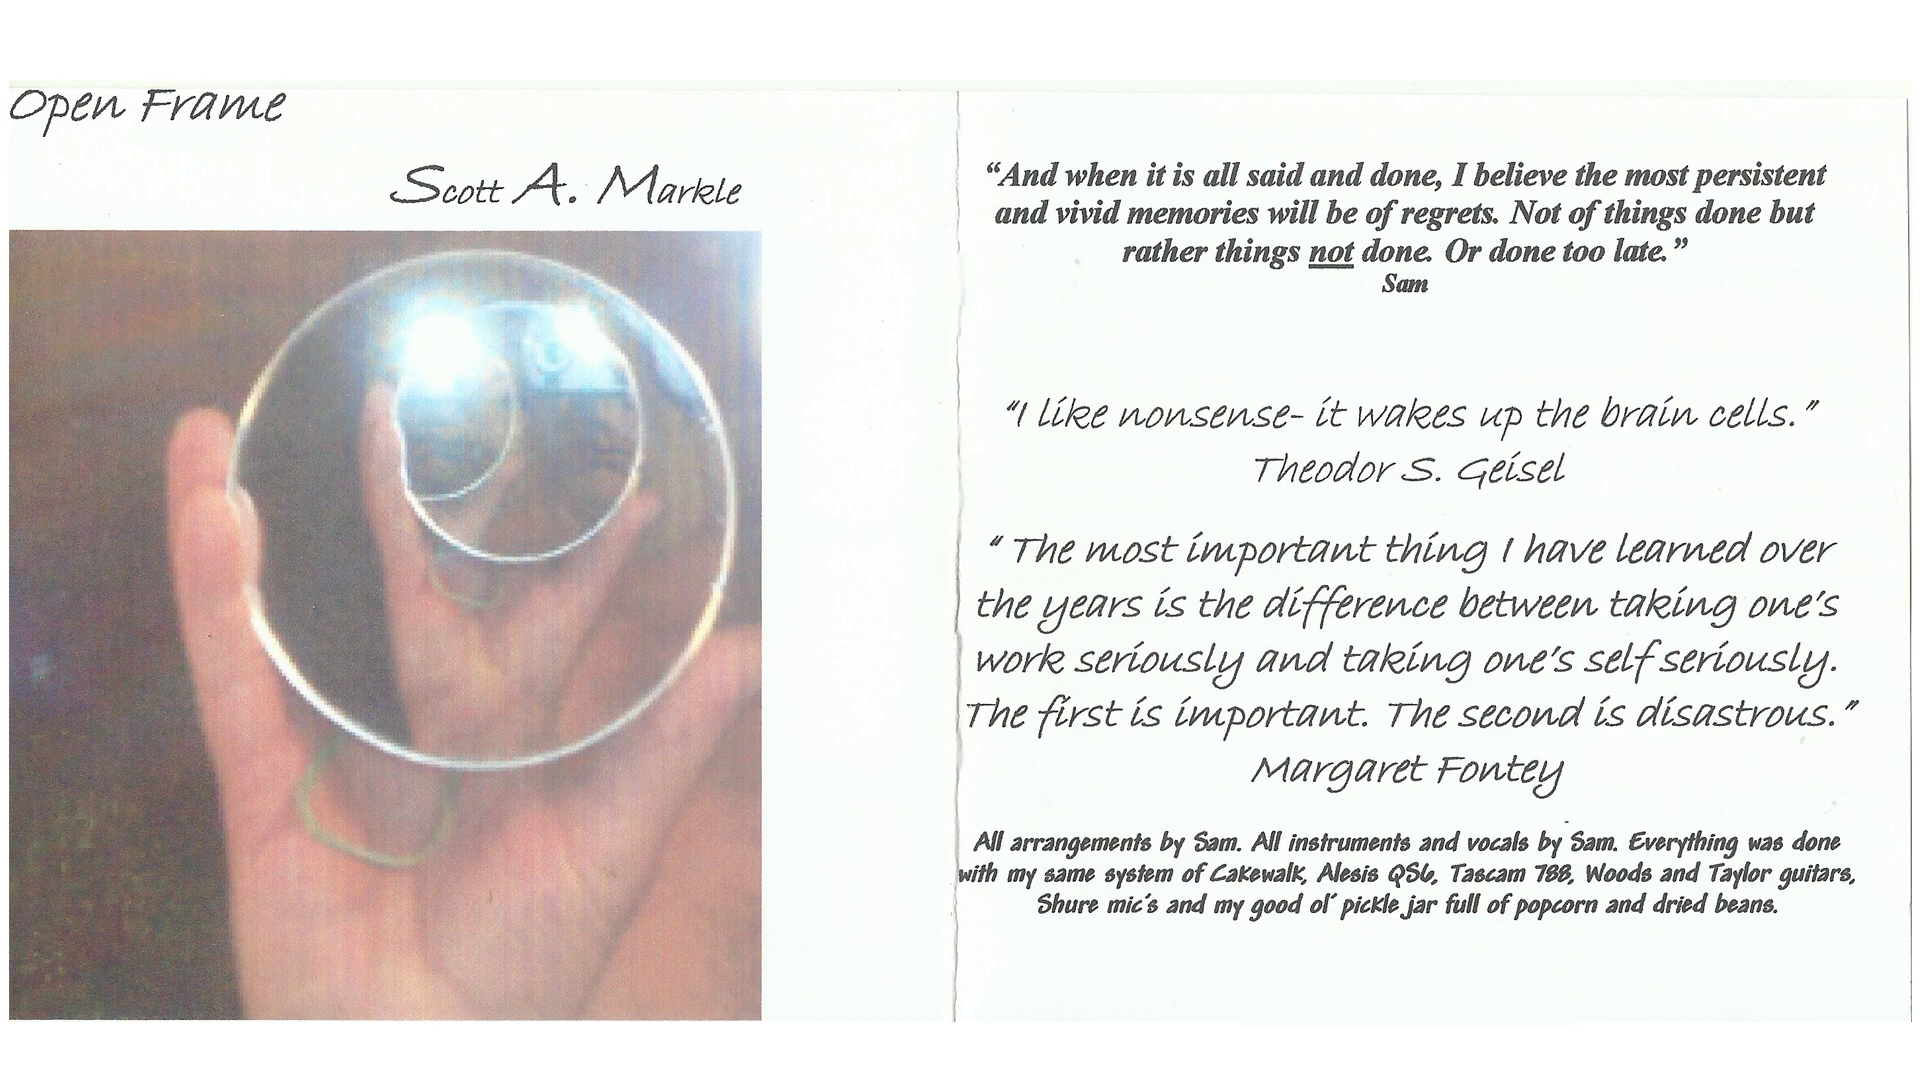 Open Frame
Scott A. Markle
“And when it is all said and done, I believe the most persistent
and vivid memories will be of regrets. Not of things done but
rather things not done. Or done too late.”
Sam
“I like nonsense- it wakes up the brain cells.”
Theodor S. Geisel
“ The most important thing I have learned over
the years is the difference between taking one’s
work seriously and taking one’s self seriously.
The first is important. The second is disastrous.”
Margaret Fontey
All arrangements by Sam. All instruments and vocals by Sam. Everything was done
with my same system of Cakewalk, Alesis QS6, Tascam 788, Woods and Taylor guitars,
Shure mic’s and my good ol’ pickle jar full of popcorn and dried beans.